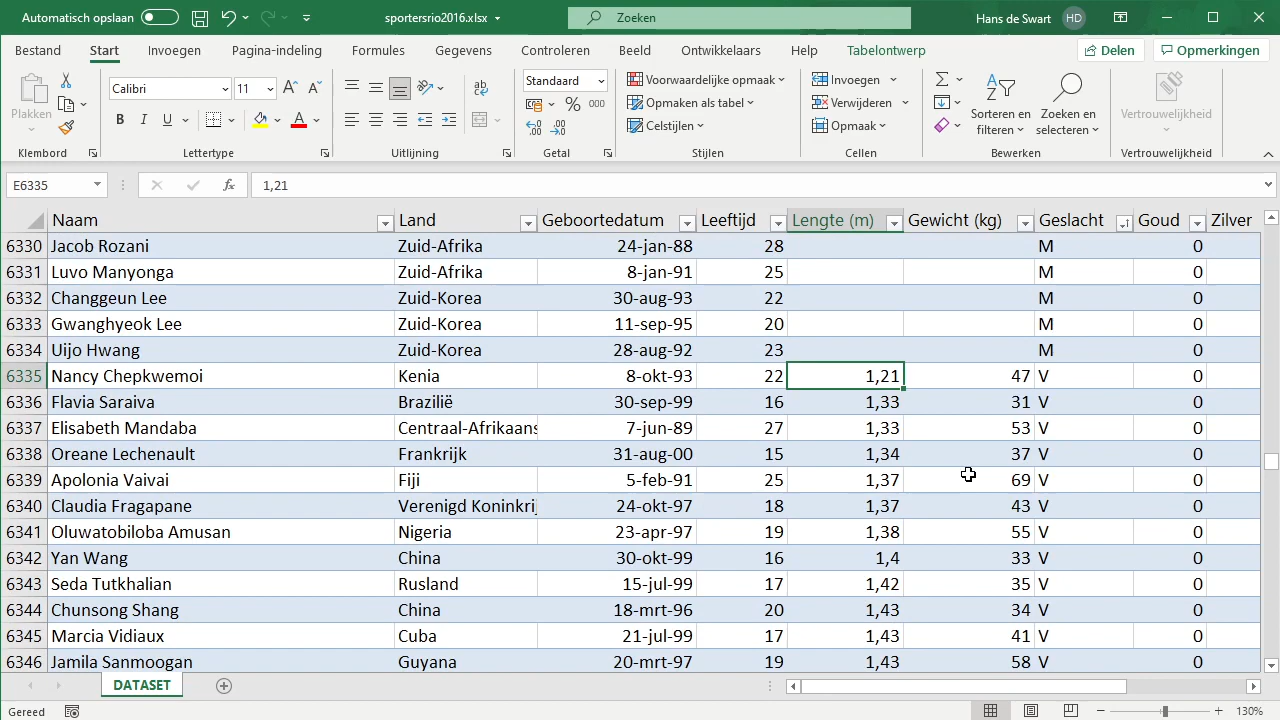 Automatisch opslaan sportersrio2016.xlsx Zoeken Hans de Swart HD
Bestand Start Invoegen Pagina-indeling Formules Gegevens Controleren Beeld Ontwikkelaars Help Tabelontwerp Delen Opmerkingen
Plakken Calibri 11 Standaard Voorwaardelijke opmaak Opmaken als tabel Celstijlen Invoegen Verwijderen Opmaak Sorteren en filteren Zoeken en selecteren Vertrouwelijkheid
B I U A % 000
Klembord Lettertype Uitlijning Getal Stijlen Cellen Bewerken Vertrouwelijkheid
E6335 fx 1,21
Naam Land Geboortedatum Leeftijd Lengte (m) Gewicht (kg) Geslacht Goud Zilver
6330 Jacob Rozani Zuid-Afrika 24-jan-88 28 M 0
6331 Luvo Manyonga Zuid-Afrika 8-jan-91 25 M 0
6332 Changgeun Lee Zuid-Korea 30-aug-93 22 M 0
6333 Gwanghyeok Lee Zuid-Korea 11-sep-95 20 M 0
6334 Uijo Hwang Zuid-Korea 28-aug-92 23 M 0
6335 Nancy Chepkwemoi Kenia 8-okt-93 22 1,21 47 V 0
6336 Flavia Saraiva Brazilië 30-sep-99 16 1,33 31 V 0
6337 Elisabeth Mandaba Centraal-Afrikaans 7-jun-89 27 1,33 53 V 0
6338 Oreane Lechenault Frankrijk 31-aug-00 15 1,34 37 V 0
6339 Apolonia Vaivai Fiji 5-feb-91 25 1,37 69 V 0
6340 Claudia Fragapane Verenigd Koninkrij 24-okt-97 18 1,37 43 V 0
6341 Oluwatobiloba Amusan Nigeria 23-apr-97 19 1,38 55 V 0
6342 Yan Wang China 30-okt-99 16 1,4 33 V 0
6343 Seda Tutkhalian Rusland 15-jul-99 17 1,42 35 V 0
6344 Chunsong Shang China 18-mrt-96 20 1,43 34 V 0
6345 Marcia Vidiaux Cuba 21-jul-99 17 1,43 41 V 0
6346 Jamila Sanmoogan Guyana 20-mrt-97 19 1,43 58 V 0
DATASET
Gereed 130%